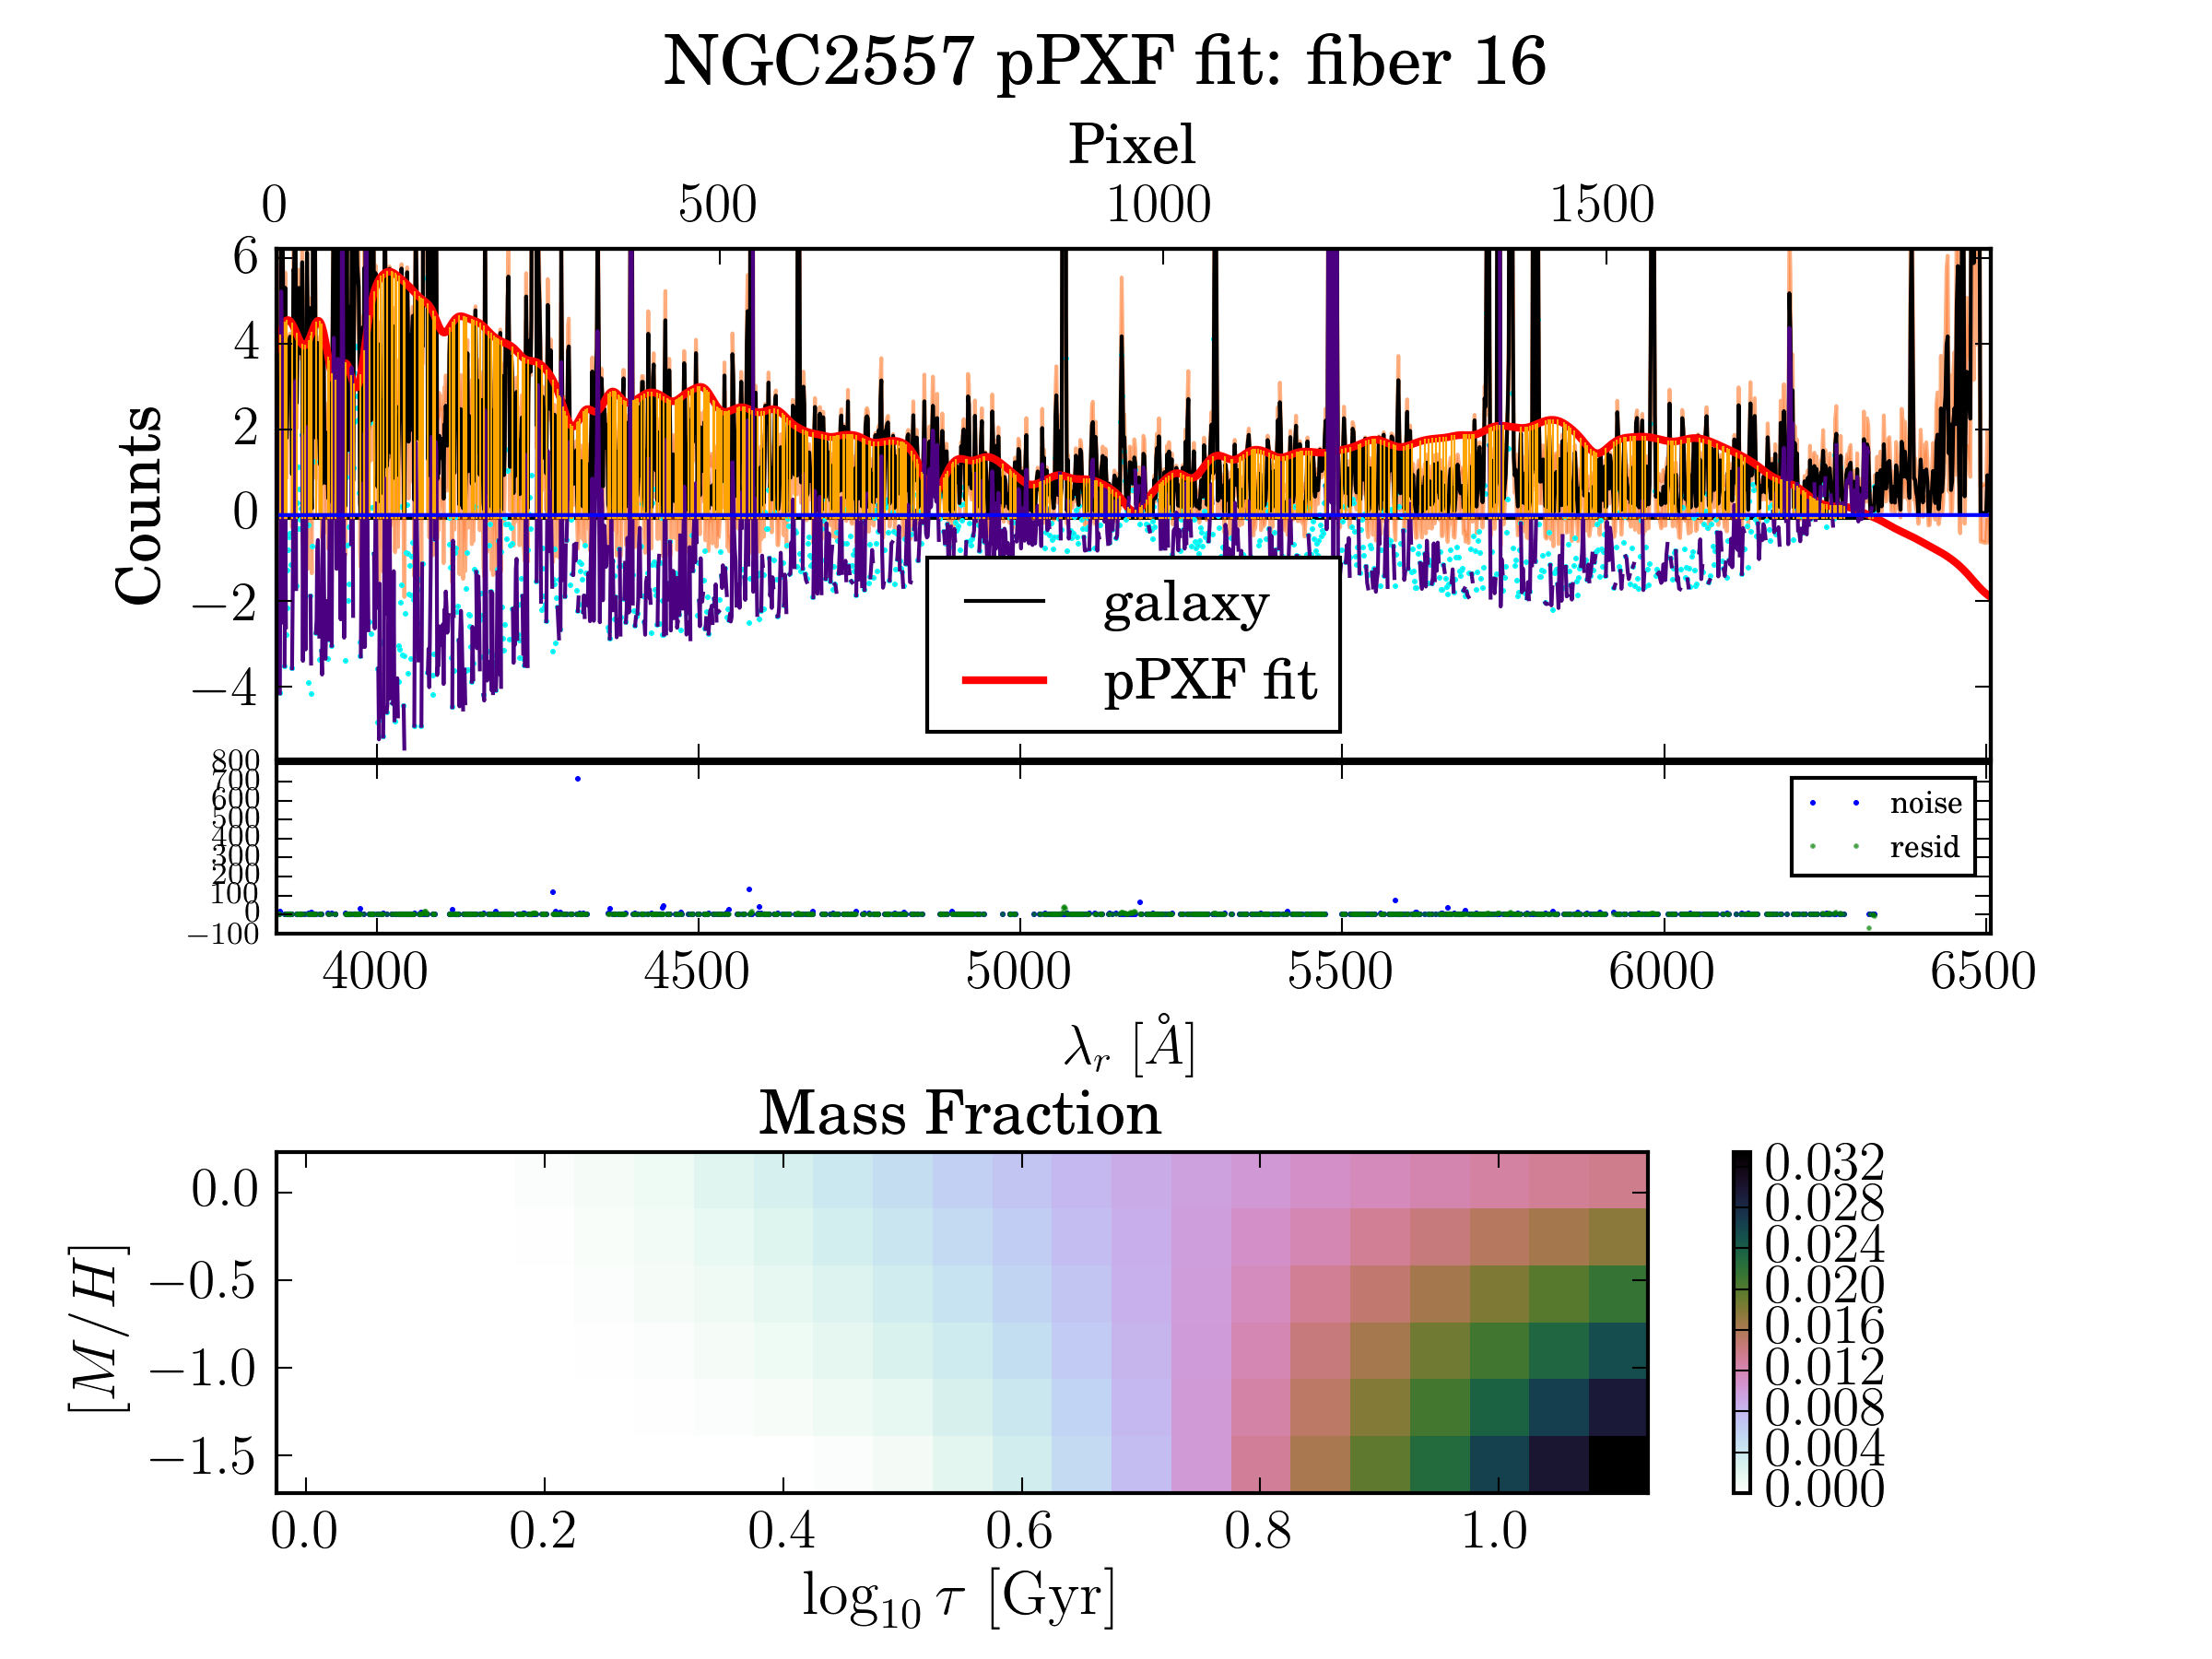 NGC2557 pPXF fit: fiber 16
Pixel
0 500 1000 1500
6
4
2
0
−2
−4
Counts
galaxy
pPXF fit
800
700
600
500
400
300
200
100
0
−100
noise
resid
4000 4500 5000 5500 6000 6500
λr [Å]
Mass Fraction
0.0
−0.5
−1.0
−1.5
[M/H]
0.0 0.2 0.4 0.6 0.8 1.0
log10 τ [Gyr]
0.032
0.028
0.024
0.020
0.016
0.012
0.008
0.004
0.000